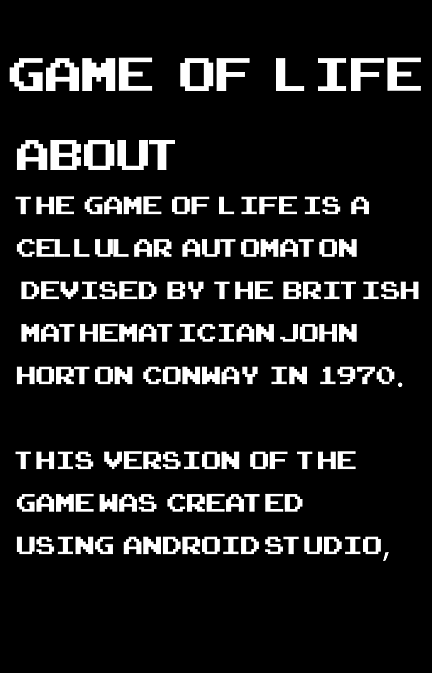 GAME OF LIFE
ABOUT
THE GAME OF LIFE IS A
CELLULAR AUTOMATON
DEVISED BY THE BRITISH
MATHEMATICIAN JOHN
HORTON CONWAY IN 1970.
THIS VERSION OF THE
GAME WAS CREATED
USING ANDROID STUDIO,